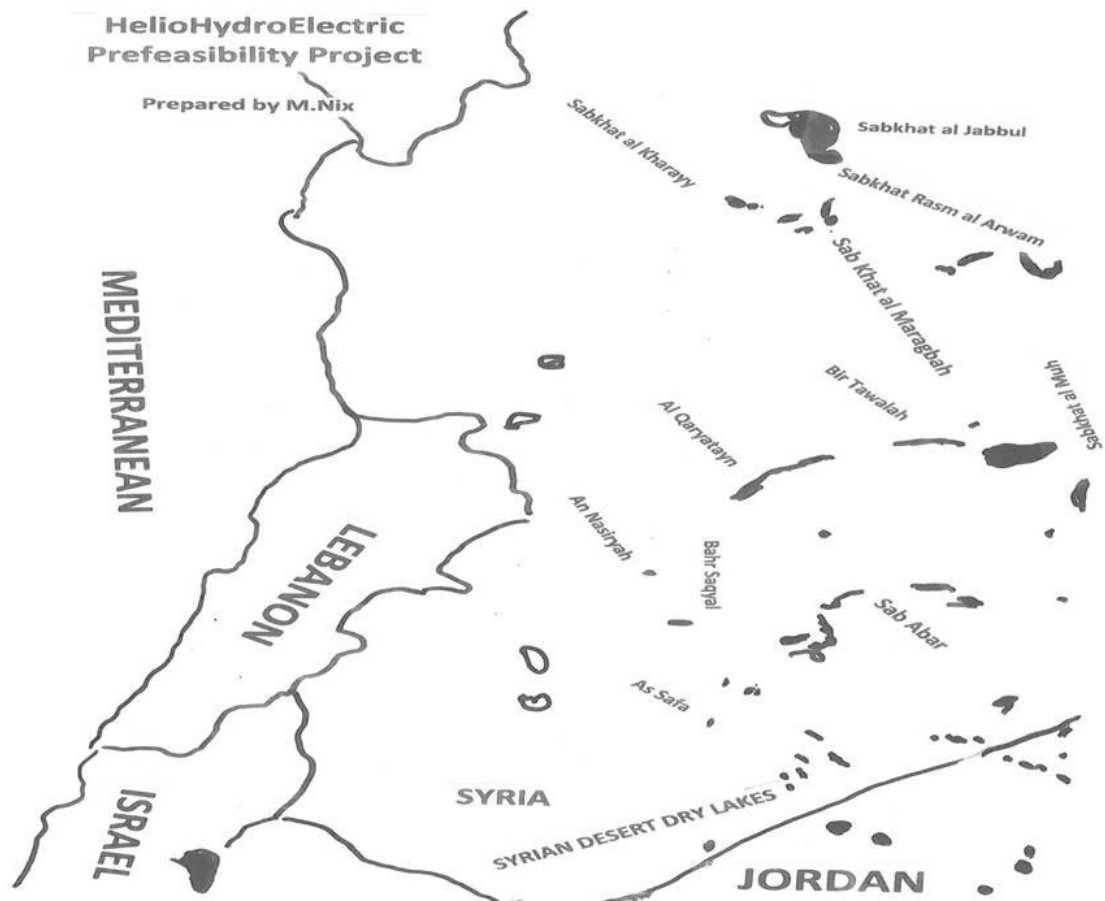 HelioHydroElectric
Prefeasibility Project
Prepared by M.Nix
Sabkhat al Kharayy
Sabkhat al Jabbul
Sabkhat Rasm al Arwam
Sab Khat al Maragbah
MEDITERRANEAN
Bir Tawalah
Sabkhat al Muh
Al Qaryatayn
An Nasiryah
Bahr Saqyal
LEBANON
Sab Abar
As Safa
ISRAEL
SYRIA
SYRIAN DESERT DRY LAKES
JORDAN